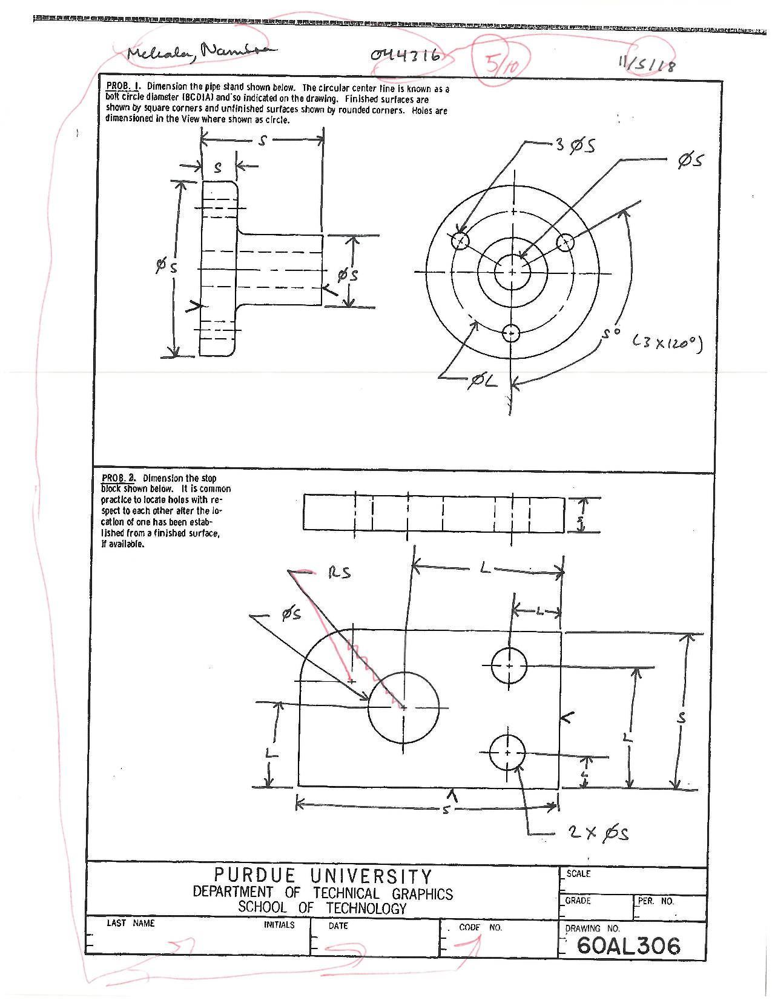 044316
5/10
11/5/18
PROB. 1. Dimension the pipe stand shown below. The circular center line is known as a
bolt circle diameter (BCDIA) and so indicated on the drawing. Finished surfaces are
shown by square corners and unfinished surfaces shown by rounded corners. Holes are
dimensioned in the View where shown as circle.
S
3 ØS
S
ØS
ØS
ØS
S° (3 X 120°)
ØL
PROB. 2. Dimension the stop
block shown below. It is common
practice to locate holes with re-
spect to each other after the lo-
cation of one has been estab-
lished from a finished surface,
if available.
S
L
RS
L
ØS
S
L
L
L
S
2 X ØS
PURDUE UNIVERSITY
DEPARTMENT OF TECHNICAL GRAPHICS
SCHOOL OF TECHNOLOGY
SCALE
GRADE PER. NO.
LAST NAME INITIALS DATE CODE NO. DRAWING NO.
60AL306